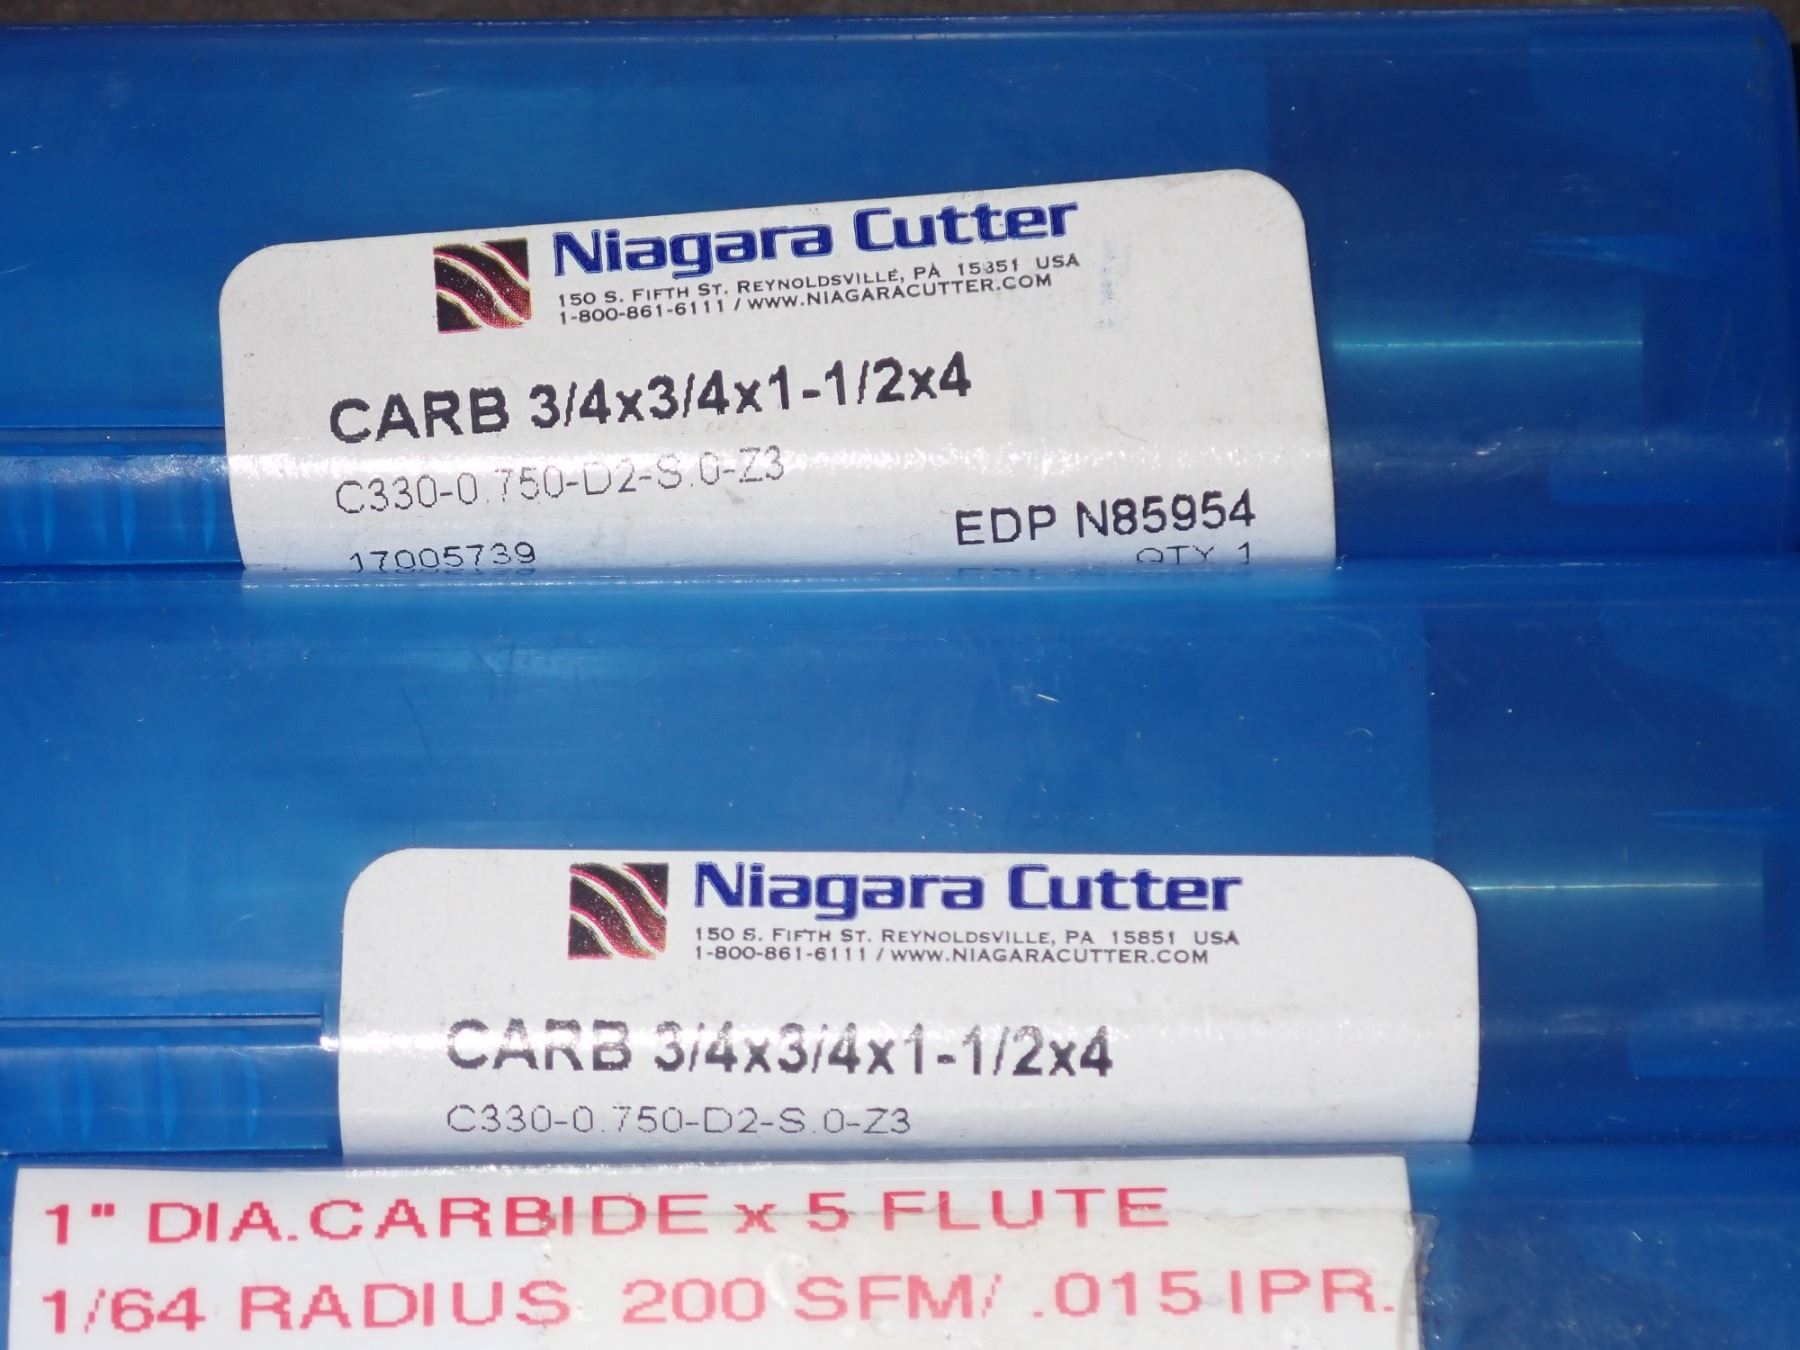 Niagara Cutter
150 S. FIFTH ST. REYNOLDSVILLE, PA 15851 USA
1-800-861-6111 / WWW.NIAGARACUTTER.COM
CARB 3/4x3/4x1-1/2x4
C330-0.750-D2-S.0-Z3
EDP N85954
17005739
QTY 1
Niagara Cutter
150 S. FIFTH ST. REYNOLDSVILLE, PA 15851 USA
1-800-861-6111 / WWW.NIAGARACUTTER.COM
CARB 3/4x3/4x1-1/2x4
C330-0.750-D2-S.0-Z3
1" DIA.CARBIDE x 5 FLUTE
1/64 RADIUS 200 SFM/ .015 IPR.